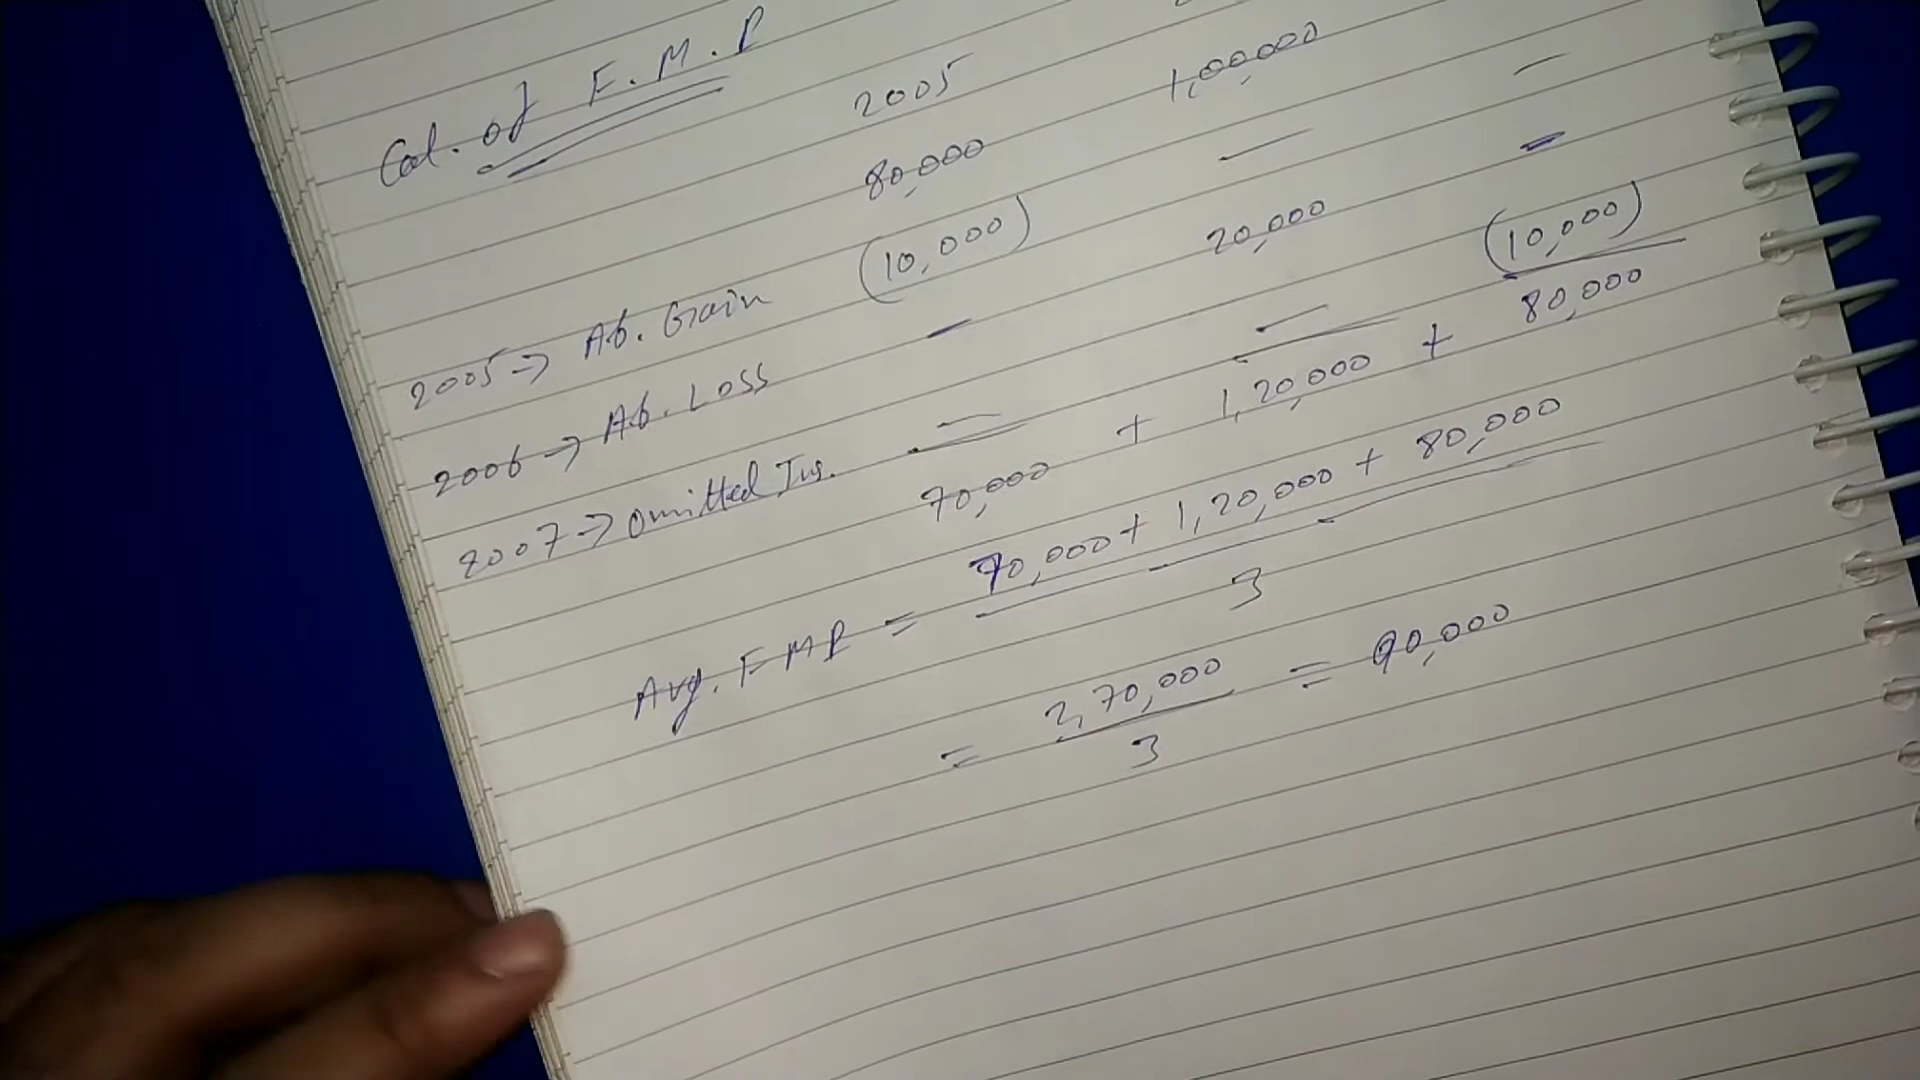 Cal. of F.M.P
2005
80,000 1,00,000 –
2005 → Ab. Gain (10,000) – –
2006 → Ab. Loss – 20,000 –
2007 → Omitted Ins. – – (10,000)
70,000 + 1,20,000 + 80,000
Avg. FMP = 70,000 + 1,20,000 + 80,000
3
= 2,70,000 = 90,000
3